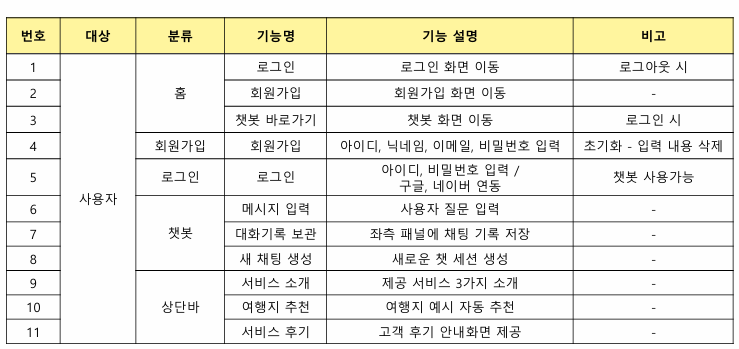 번호 대상 분류 기능명 기능 설명 비고
1 사용자 홈 로그인 로그인 화면 이동 로그아웃 시
2 회원가입 회원가입 화면 이동 -
3 챗봇 바로가기 챗봇 화면 이동 로그인 시
4 회원가입 회원가입 아이디, 닉네임, 이메일, 비밀번호 입력 초기화 - 입력 내용 삭제
5 로그인 로그인 아이디, 비밀번호 입력 /
구글, 네이버 연동 챗봇 사용가능
6 챗봇 메시지 입력 사용자 질문 입력 -
7 대화기록 보관 좌측 패널에 채팅 기록 저장 -
8 새 채팅 생성 새로운 챗 세션 생성 -
9 상단바 서비스 소개 제공 서비스 3가지 소개 -
10 여행지 추천 여행지 예시 자동 추천 -
11 서비스 후기 고객 후기 안내화면 제공 -